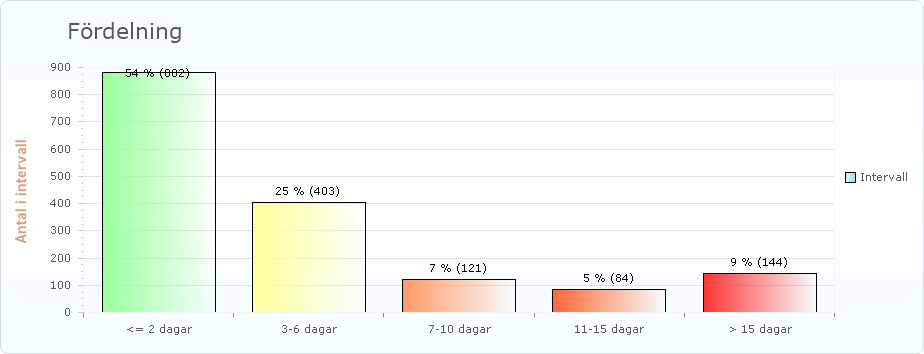 Fördelning
900
800
700
600
500
400
300
200
100
0
Antal i intervall
54 % (882)
25 % (403)
7 % (121)
5 % (84)
9 % (144)
<= 2 dagar
3-6 dagar
7-10 dagar
11-15 dagar
> 15 dagar
Intervall